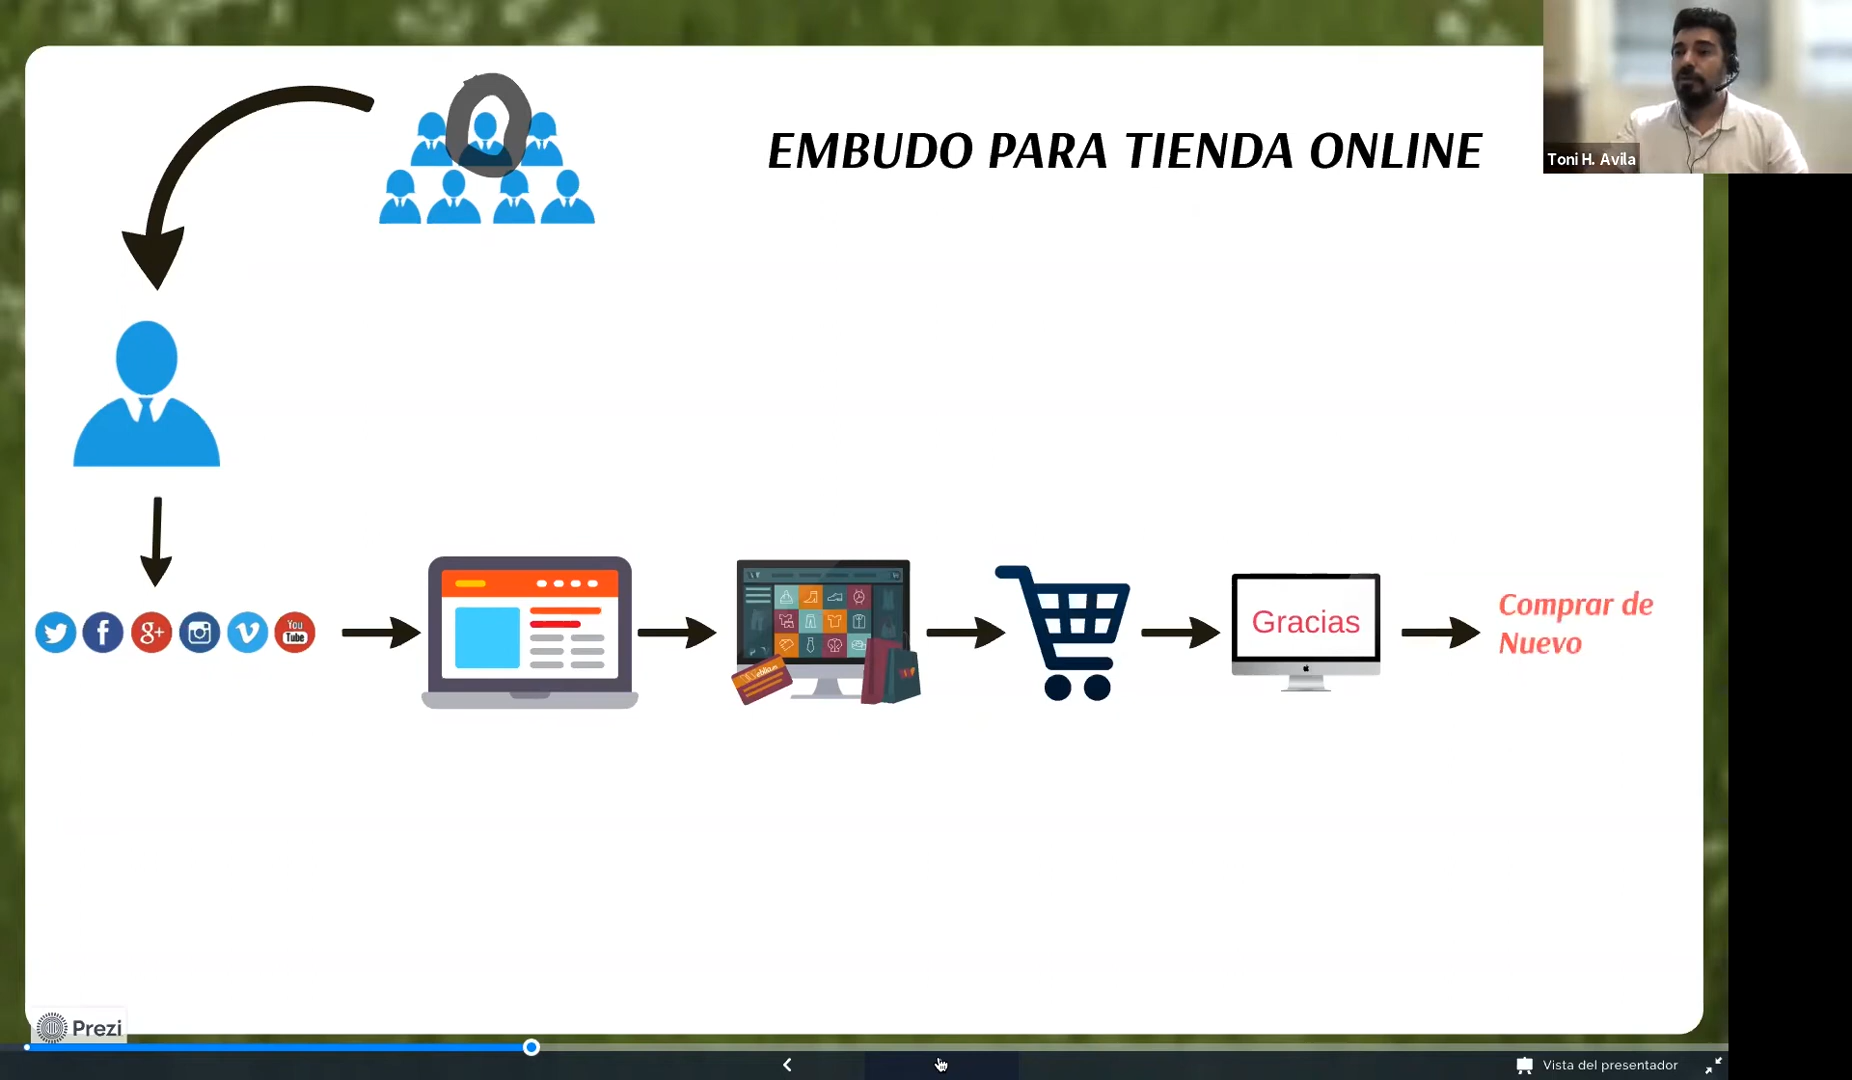 EMBUDO PARA TIENDA ONLINE
Toni H. Avila
You
Tube
f
g+
Gracias
Comprar de
Nuevo
Prezi
Vista del presentador